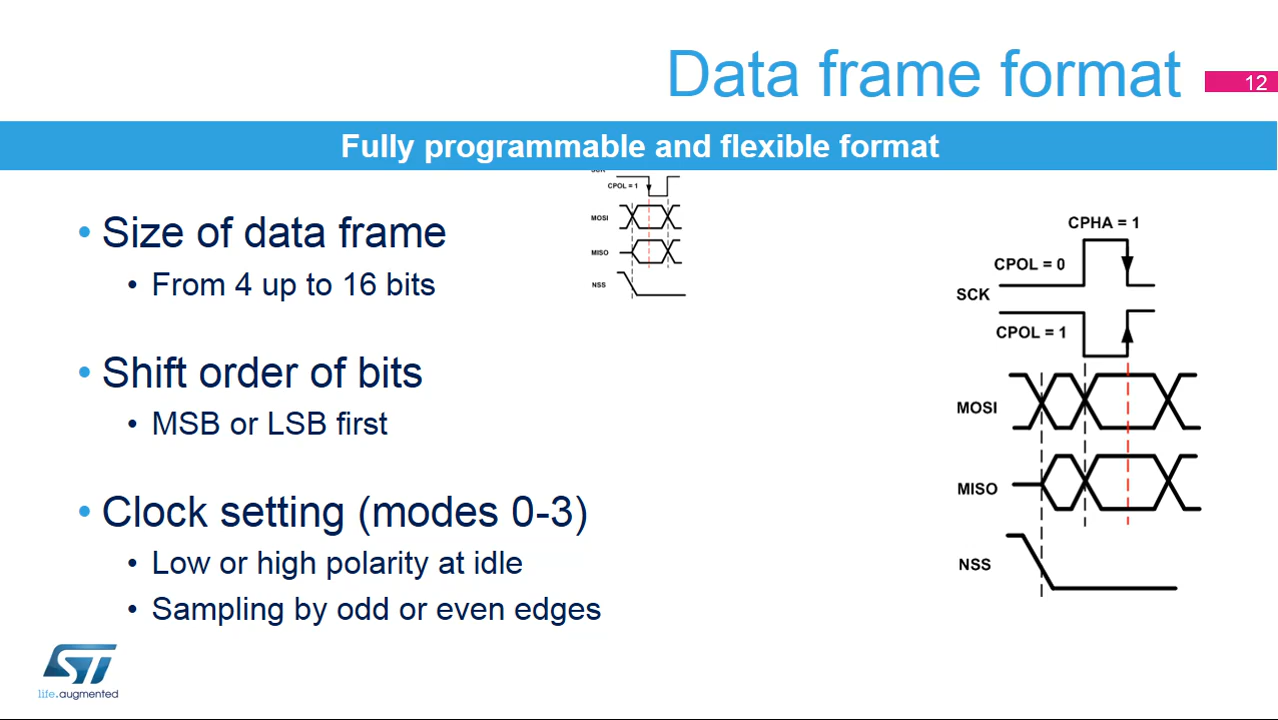 Data frame format
12
Fully programmable and flexible format
• Size of data frame
• From 4 up to 16 bits
• Shift order of bits
• MSB or LSB first
• Clock setting (modes 0-3)
• Low or high polarity at idle
• Sampling by odd or even edges
CPOL = 1
MOSI
MISO
NSS
CPHA = 1
CPOL = 0
SCK
CPOL = 1
MOSI
MISO
NSS
ST
life.augmented